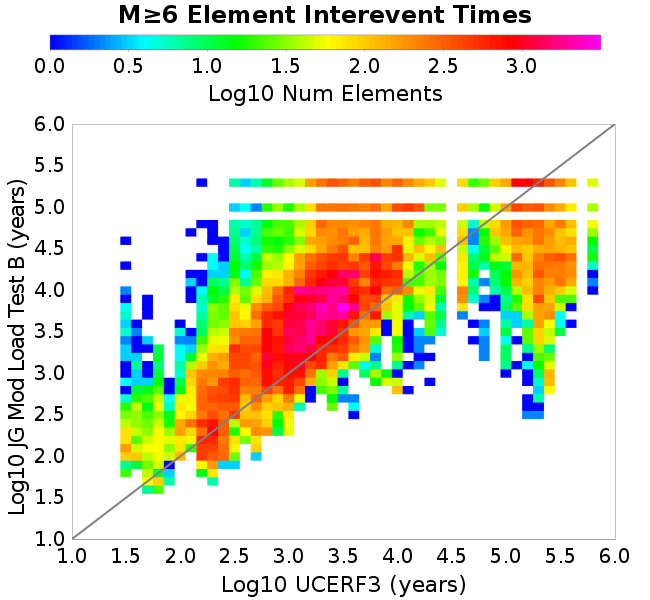 M≥6 Element Interevent Times
0.0 0.5 1.0 1.5 2.0 2.5 3.0
Log10 Num Elements
6.0
5.5
5.0
4.5
4.0
3.5
3.0
2.5
2.0
1.5
1.0
Log10 JG Mod Load Test B (years)
1.0 1.5 2.0 2.5 3.0 3.5 4.0 4.5 5.0 5.5 6.0
Log10 UCERF3 (years)